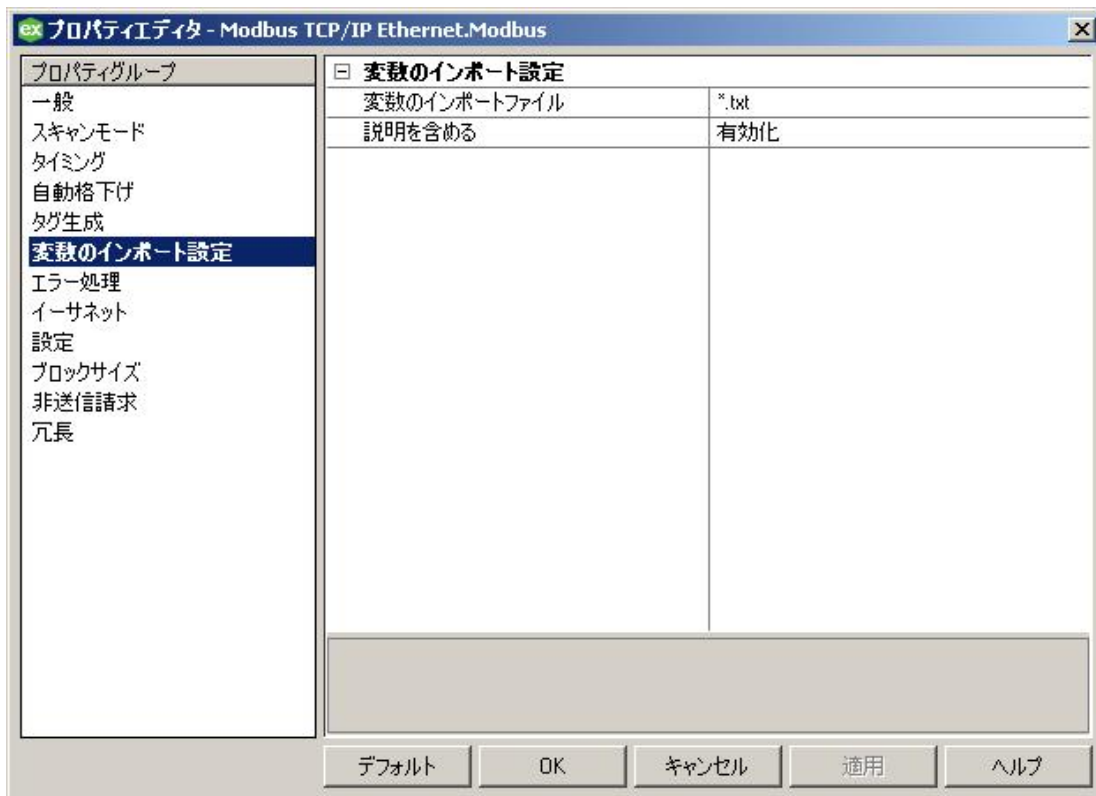 ex プロパティエディタ - Modbus TCP/IP Ethernet.Modbus
プロパティグループ
一般
スキャンモード
タイミング
自動格下げ
タグ生成
変数のインポート設定
エラー処理
イーサネット
設定
ブロックサイズ
非送信請求
冗長
変数のインポート設定
変数のインポートファイル *.txt
説明を含める 有効化
デフォルト OK キャンセル 適用 ヘルプ